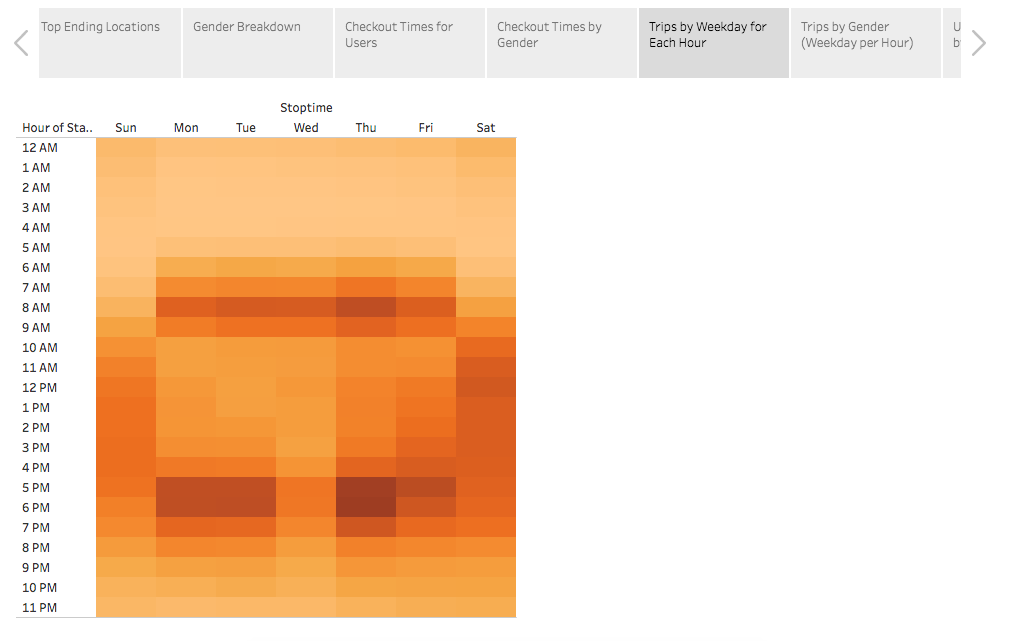 Top Ending Locations
Gender Breakdown
Checkout Times for
Users
Checkout Times by
Gender
Trips by Weekday for
Each Hour
Trips by Gender
(Weekday per Hour)
Stoptime
Hour of Sta.. Sun Mon Tue Wed Thu Fri Sat
12 AM
1 AM
2 AM
3 AM
4 AM
5 AM
6 AM
7 AM
8 AM
9 AM
10 AM
11 AM
12 PM
1 PM
2 PM
3 PM
4 PM
5 PM
6 PM
7 PM
8 PM
9 PM
10 PM
11 PM